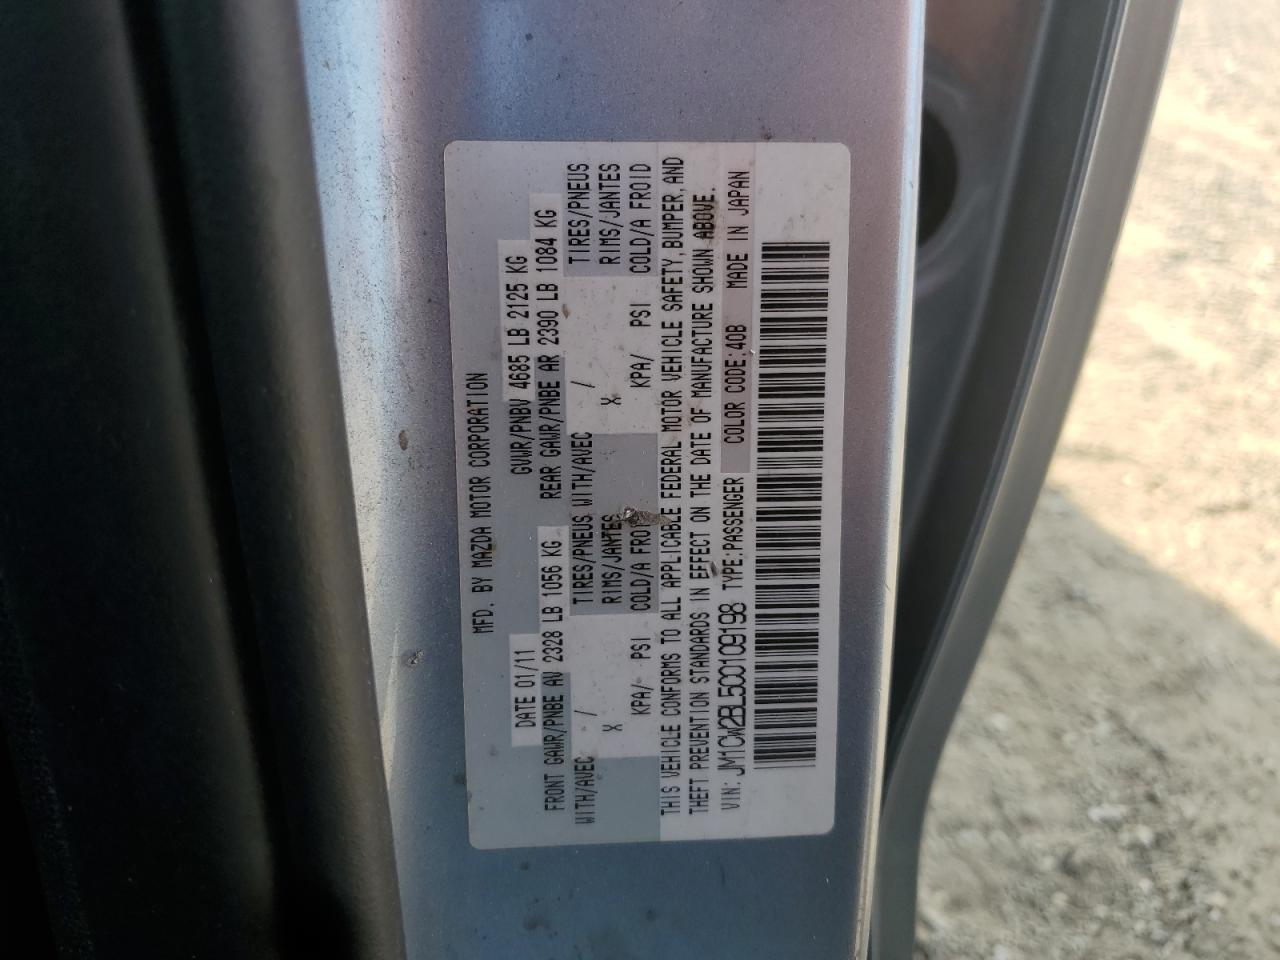 MFD. BY MAZDA MOTOR CORPORATION
DATE 01/11 GVWR/PNBV 4685 LB 2125 KG
FRONT GAWR/PNBE AV 2328 LB 1056 KG REAR GAWR/PNBE AR 2390 LB 1084 KG
WITH/AVEC / TIRES/PNEUS WITH/AVEC / TIRES/PNEUS
X RIMS/JANTES X / RIMS/JANTES
KPA/ PSI COLD/A FROI KPA/ PSI COLD/A FROID
THIS VEHICLE CONFORMS TO ALL APPLICABLE FEDERAL MOTOR VEHICLE SAFETY, BUMPER, AND
THEFT PREVENTION STANDARDS IN EFFECT ON THE DATE OF MANUFACTURE SHOWN ABOVE.
VIN: JM1CW2BL5C0109198 TYPE:PASSENGER COLOR CODE:40B MADE IN JAPAN